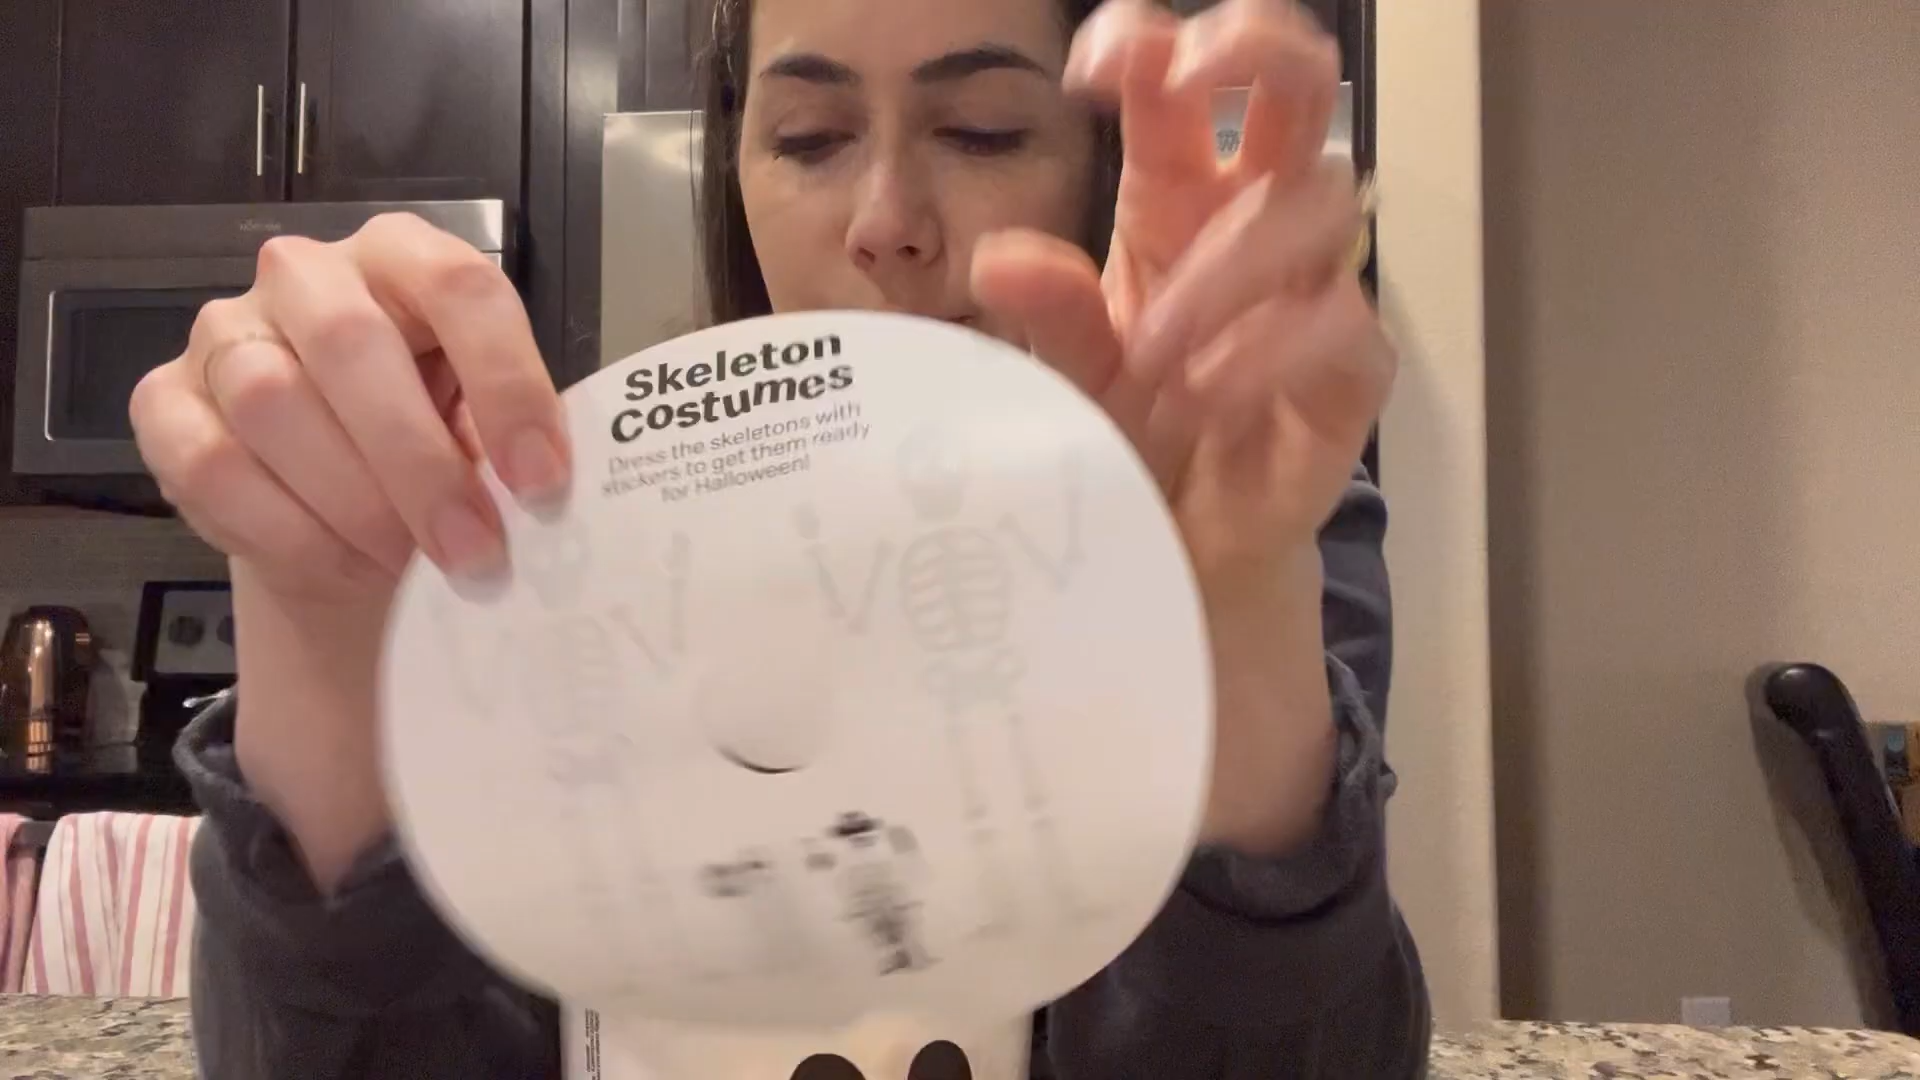 Skeleton
Costumes
Dress the skeletons with
stickers to get them ready
for Halloween!